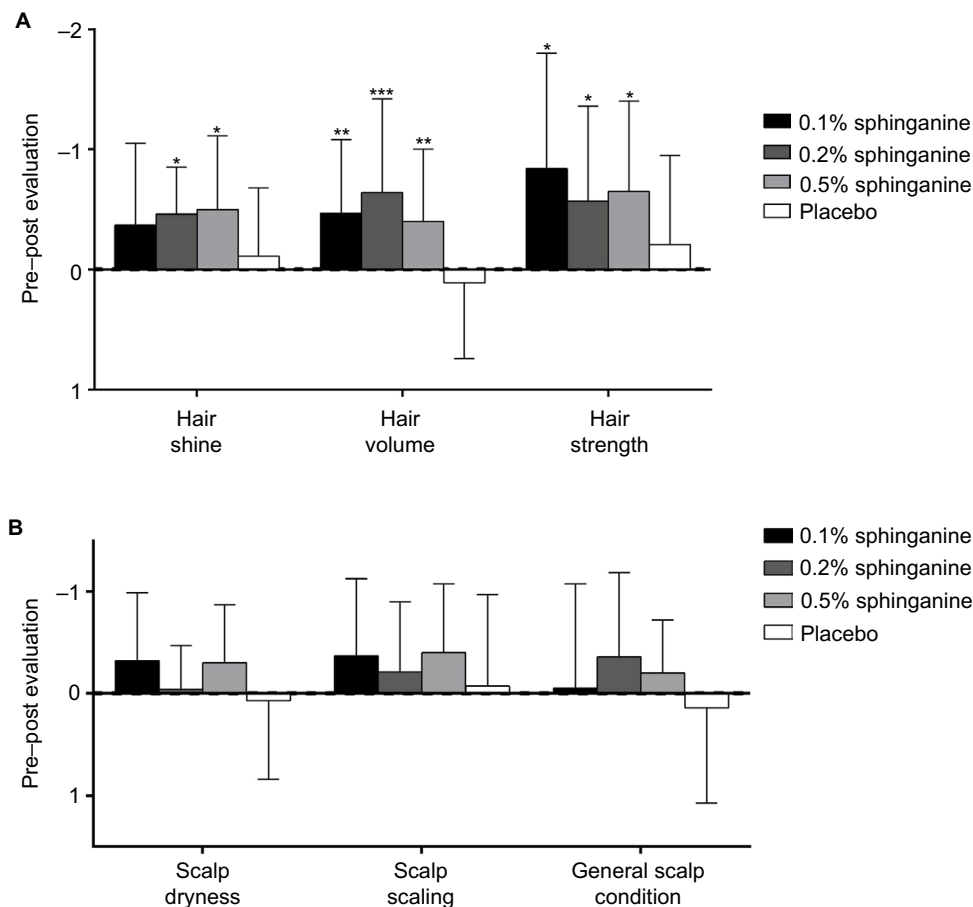 A
–2
–1
0
1
Pre–post evaluation
* * ** *** ** * * *
Hair
shine
Hair
volume
Hair
strength
0.1% sphinganine
0.2% sphinganine
0.5% sphinganine
Placebo
B
–1
0
1
Pre–post evaluation
Scalp
dryness
Scalp
scaling
General scalp
condition
0.1% sphinganine
0.2% sphinganine
0.5% sphinganine
Placebo